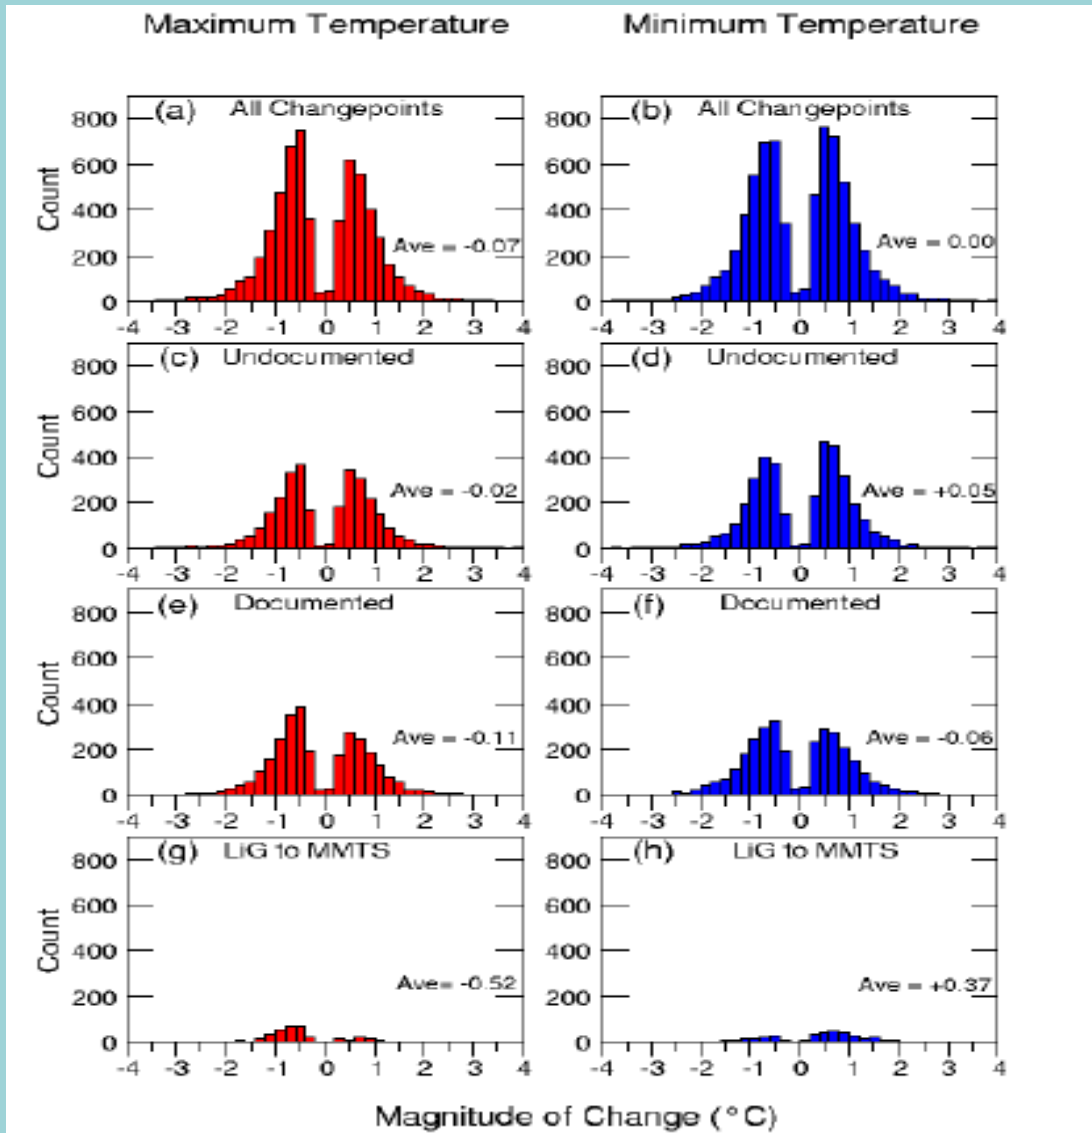 Maximum Temperature
Minimum Temperature
(a) All Changepoints
Count
800
600
400
200
0
Ave = -0.07
-4 -3 -2 -1 0 1 2 3 4
(b) All Changepoints
800
600
400
200
0
Ave = 0.00
-4 -3 -2 -1 0 1 2 3 4
(c) Undocumented
Count
800
600
400
200
0
Ave = -0.02
-4 -3 -2 -1 0 1 2 3 4
(d) Undocumented
800
600
400
200
0
Ave = +0.05
-4 -3 -2 -1 0 1 2 3 4
(e) Documented
Count
800
600
400
200
0
Ave = -0.11
-4 -3 -2 -1 0 1 2 3 4
(f) Documented
800
600
400
200
0
Ave = -0.06
-4 -3 -2 -1 0 1 2 3 4
(g) LiG to MMTS
Count
800
600
400
200
0
Ave= -0.52
-4 -3 -2 -1 0 1 2 3 4
(h) LiG to MMTS
800
600
400
200
0
Ave = +0.37
-4 -3 -2 -1 0 1 2 3 4
Magnitude of Change (°C)